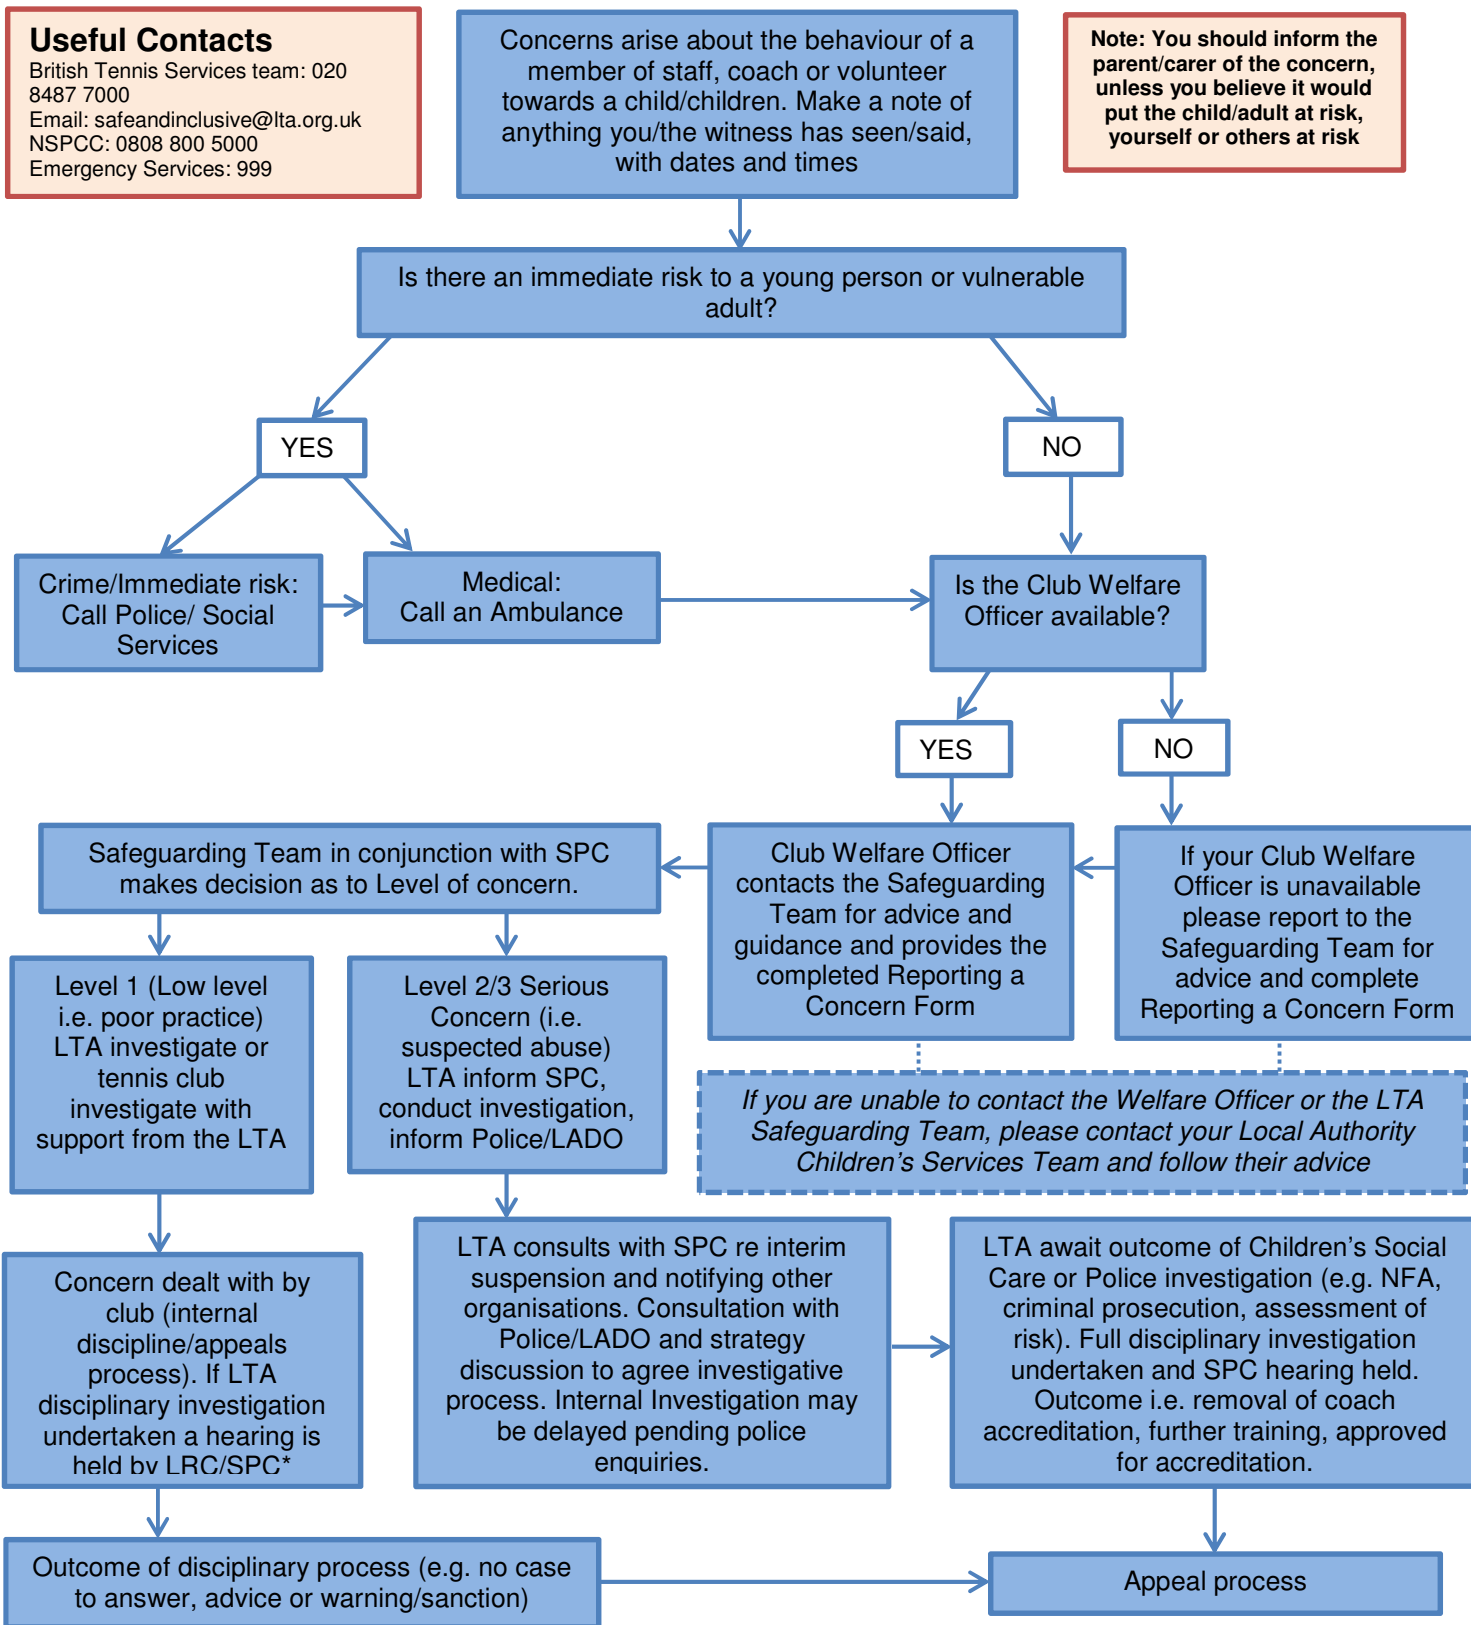 Useful Contacts
British Tennis Services team: 020
8487 7000
Email: safeandinclusive@lta.org.uk
NSPCC: 0808 800 5000
Emergency Services: 999
Concerns arise about the behaviour of a
member of staff, coach or volunteer
towards a child/children. Make a note of
anything you/the witness has seen/said,
with dates and times
Note: You should inform the
parent/carer of the concern,
unless you believe it would
put the child/adult at risk,
yourself or others at risk
Is there an immediate risk to a young person or vulnerable
adult?
YES
NO
Crime/Immediate risk:
Call Police/ Social
Services
Medical:
Call an Ambulance
Is the Club Welfare
Officer available?
YES
NO
Safeguarding Team in conjunction with SPC
makes decision as to Level of concern.
Club Welfare Officer
contacts the Safeguarding
Team for advice and
guidance and provides the
completed Reporting a
Concern Form
If your Club Welfare
Officer is unavailable
please report to the
Safeguarding Team for
advice and complete
Reporting a Concern Form
Level 1 (Low level
i.e. poor practice)
LTA investigate or
tennis club
investigate with
support from the LTA
Level 2/3 Serious
Concern (i.e.
suspected abuse)
LTA inform SPC,
conduct investigation,
inform Police/LADO
If you are unable to contact the Welfare Officer or the LTA
Safeguarding Team, please contact your Local Authority
Children's Services Team and follow their advice
Concern dealt with by
club (internal
discipline/appeals
process). If LTA
disciplinary investigation
undertaken a hearing is
held by LRC/SPC*
LTA consults with SPC re interim
suspension and notifying other
organisations. Consultation with
Police/LADO and strategy
discussion to agree investigative
process. Internal Investigation may
be delayed pending police
enquiries.
LTA await outcome of Children's Social
Care or Police investigation (e.g. NFA,
criminal prosecution, assessment of
risk). Full disciplinary investigation
undertaken and SPC hearing held.
Outcome i.e. removal of coach
accreditation, further training, approved
for accreditation.
Outcome of disciplinary process (e.g. no case
to answer, advice or warning/sanction)
Appeal process